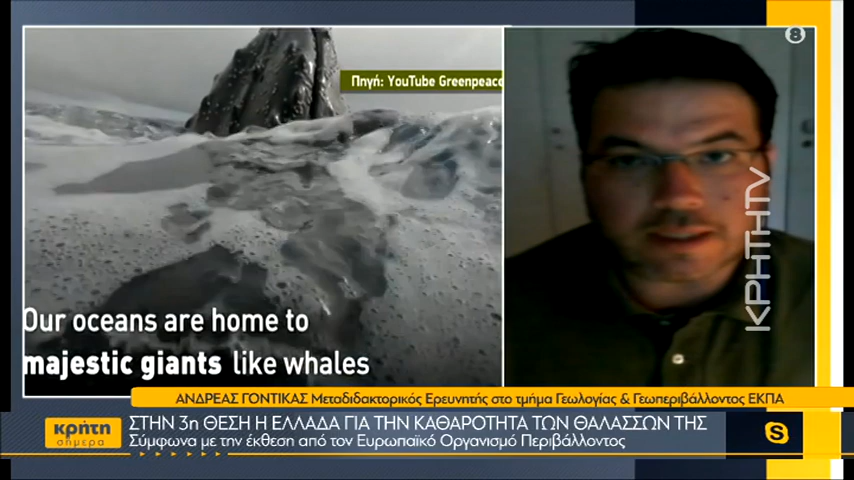 Πηγή: YouTube Greenpeace
8
ΚΡΗΤΗTV
Our oceans are home to
majestic giants like whales
ΑΝΔΡΕΑΣ ΓΟΝΤΙΚΑΣ Μεταδιδακτορικός Ερευνητής στο τμήμα Γεωλογίας & Γεωπεριβάλλοντος ΕΚΠΑ
κρήτη
σήμερα
ΣΤΗΝ 3η ΘΕΣΗ Η ΕΛΛΑΔΑ ΓΙΑ ΤΗΝ ΚΑΘΑΡΟΤΗΤΑ ΤΩΝ ΘΑΛΑΣΣΩΝ ΤΗΣ
Σύμφωνα με την έκθεση από τον Ευρωπαϊκό Οργανισμό Περιβάλλοντος
S